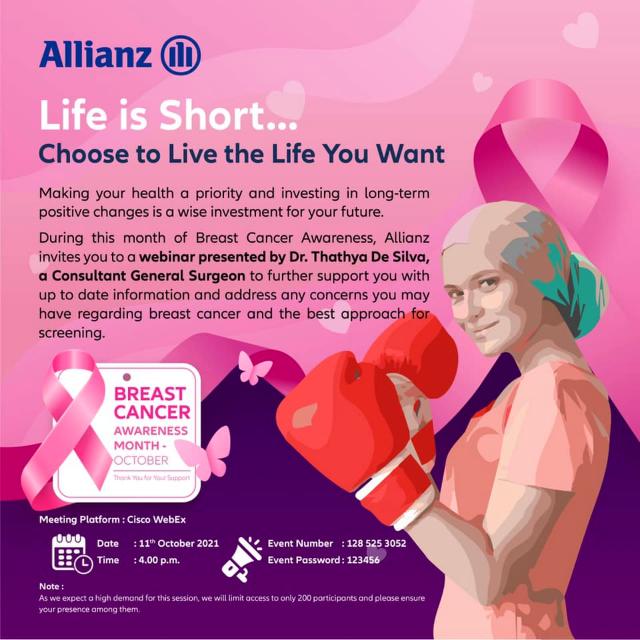 Allianz
Life is Short...
Choose to Live the Life You Want
Making your health a priority and investing in long-term
positive changes is a wise investment for your future.
During this month of Breast Cancer Awareness, Allianz
invites you to a webinar presented by Dr. Thathya De Silva,
a Consultant General Surgeon to further support you with
up to date information and address any concerns you may
have regarding breast cancer and the best approach for
screening.
BREAST
CANCER
AWARENESS
MONTH -
OCTOBER
Thank You for Your Support
Meeting Platform : Cisco WebEx
Date : 11th October 2021
Time : 4.00 p.m.
Event Number : 128 525 3052
Event Password : 123456
Note :
As we expect a high demand for this session, we will limit access to only 200 participants and please ensure
your presence among them.